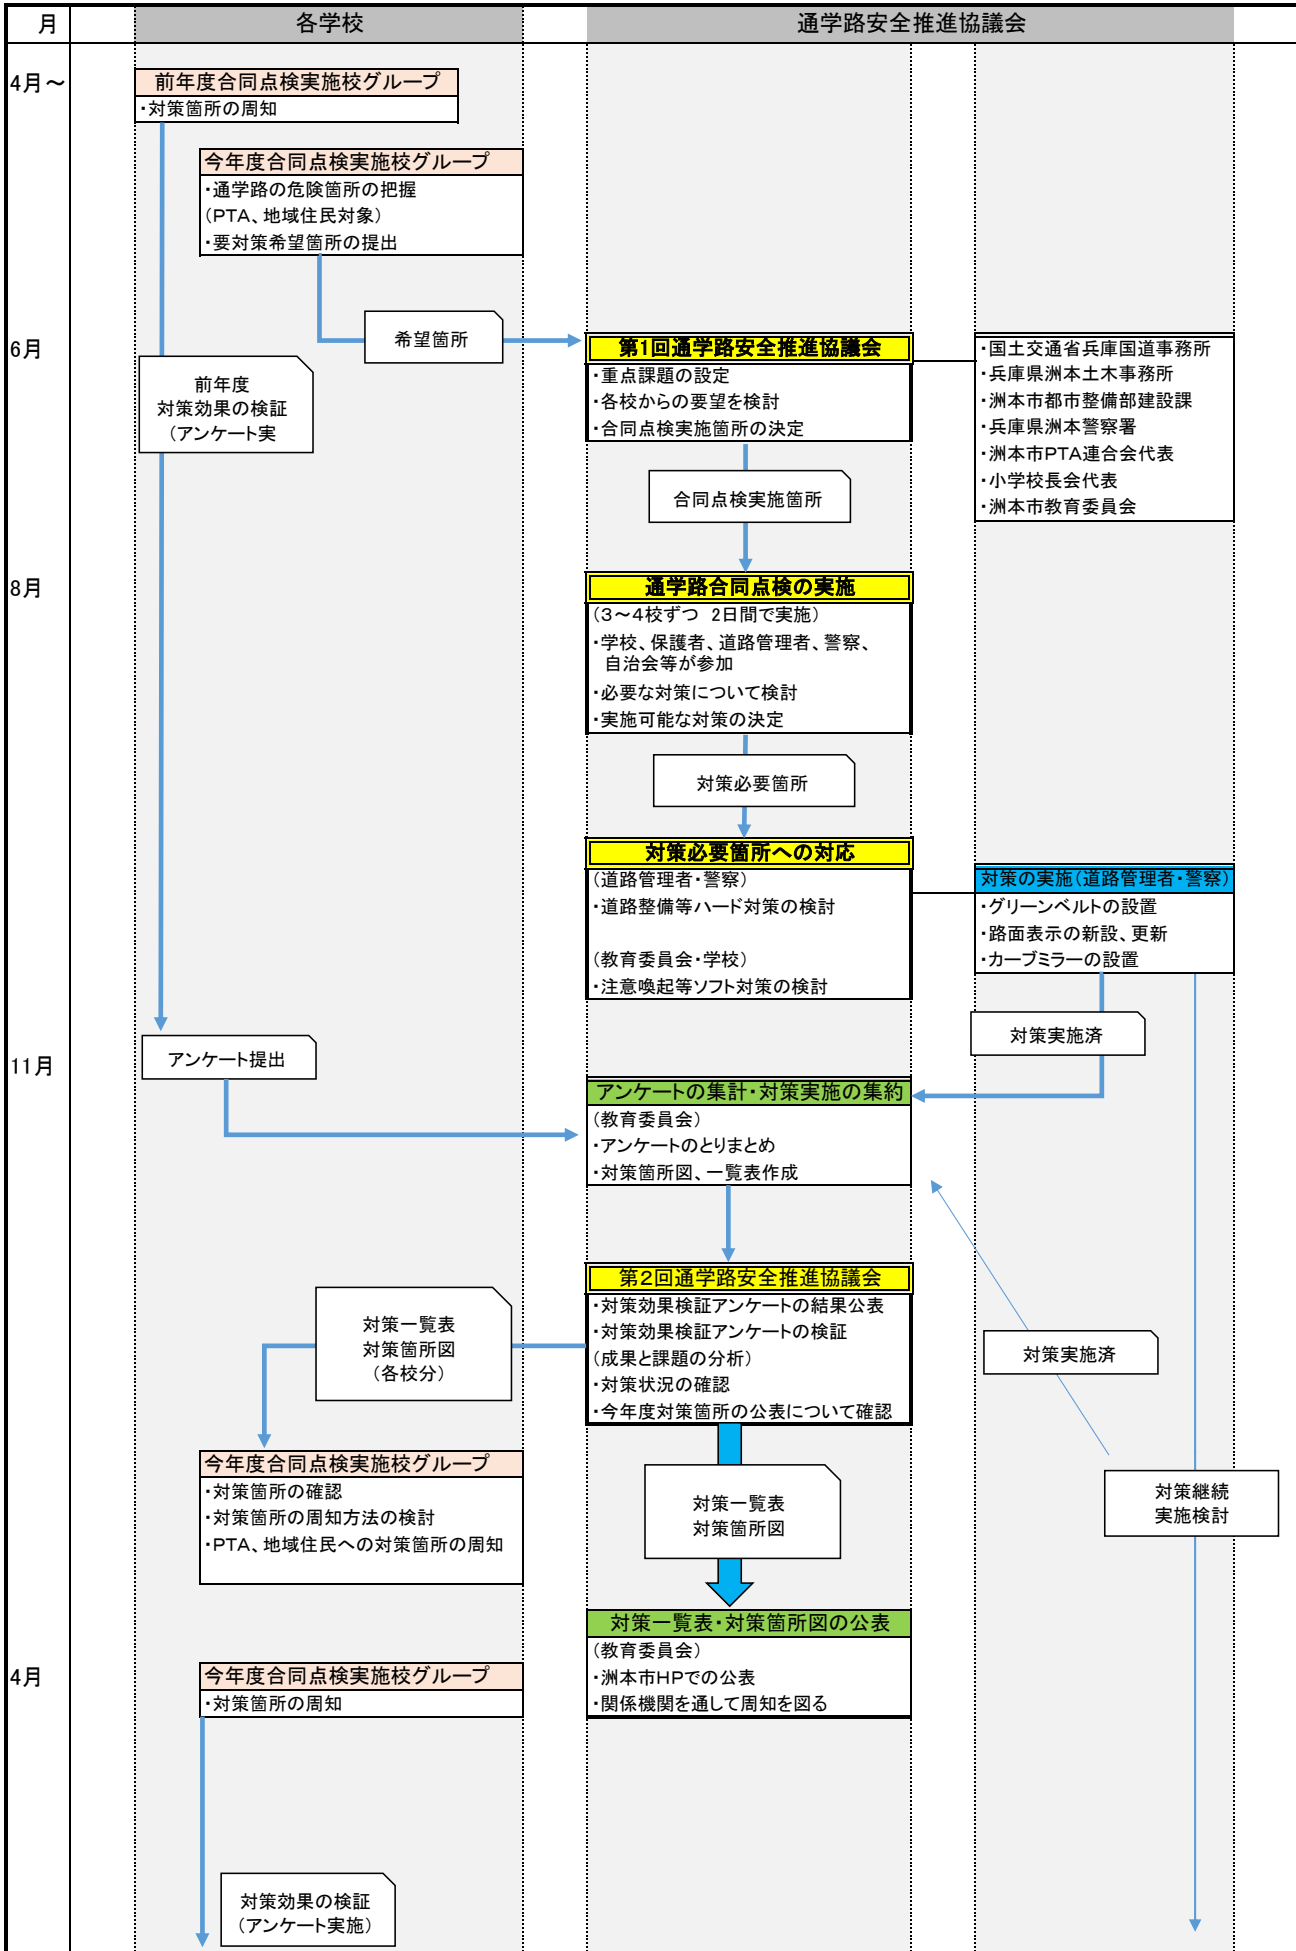 月
各学校
通学路安全推進協議会
4月～
前年度合同点検実施校グループ
・対策箇所の周知
今年度合同点検実施校グループ
・通学路の危険箇所の把握
(PTA、地域住民対象)
・要対策希望箇所の提出
希望箇所
6月
第1回通学路安全推進協議会
・重点課題の設定
・各校からの要望を検討
・合同点検実施箇所の決定
・国土交通省兵庫国道事務所
・兵庫県洲本土木事務所
・洲本市都市整備部建設課
・兵庫県洲本警察署
・洲本市PTA連合会代表
・小学校長会代表
・洲本市教育委員会
前年度
対策効果の検証
(アンケート実
合同点検実施箇所
8月
通学路合同点検の実施
(3～4校ずつ 2日間で実施)
・学校、保護者、道路管理者、警察、
自治会等が参加
・必要な対策について検討
・実施可能な対策の決定
対策必要箇所
対策必要箇所への対応
(道路管理者・警察)
・道路整備等ハード対策の検討
(教育委員会・学校)
・注意喚起等ソフト対策の検討
対策の実施(道路管理者・警察)
・グリーンベルトの設置
・路面表示の新設、更新
・カーブミラーの設置
対策実施済
11月
アンケート提出
アンケートの集計・対策実施の集約
(教育委員会)
・アンケートのとりまとめ
・対策箇所図、一覧表作成
第2回通学路安全推進協議会
・対策効果検証アンケートの結果公表
・対策効果検証アンケートの検証
(成果と課題の分析)
・対策状況の確認
・今年度対策箇所の公表について確認
対策一覧表
対策箇所図
(各校分)
対策実施済
今年度合同点検実施校グループ
・対策箇所の確認
・対策箇所の周知方法の検討
・PTA、地域住民への対策箇所の周知
対策一覧表
対策箇所図
対策継続
実施検討
対策一覧表・対策箇所図の公表
(教育委員会)
・洲本市HPでの公表
・関係機関を通して周知を図る
4月
今年度合同点検実施校グループ
・対策箇所の周知
対策効果の検証
(アンケート実施)